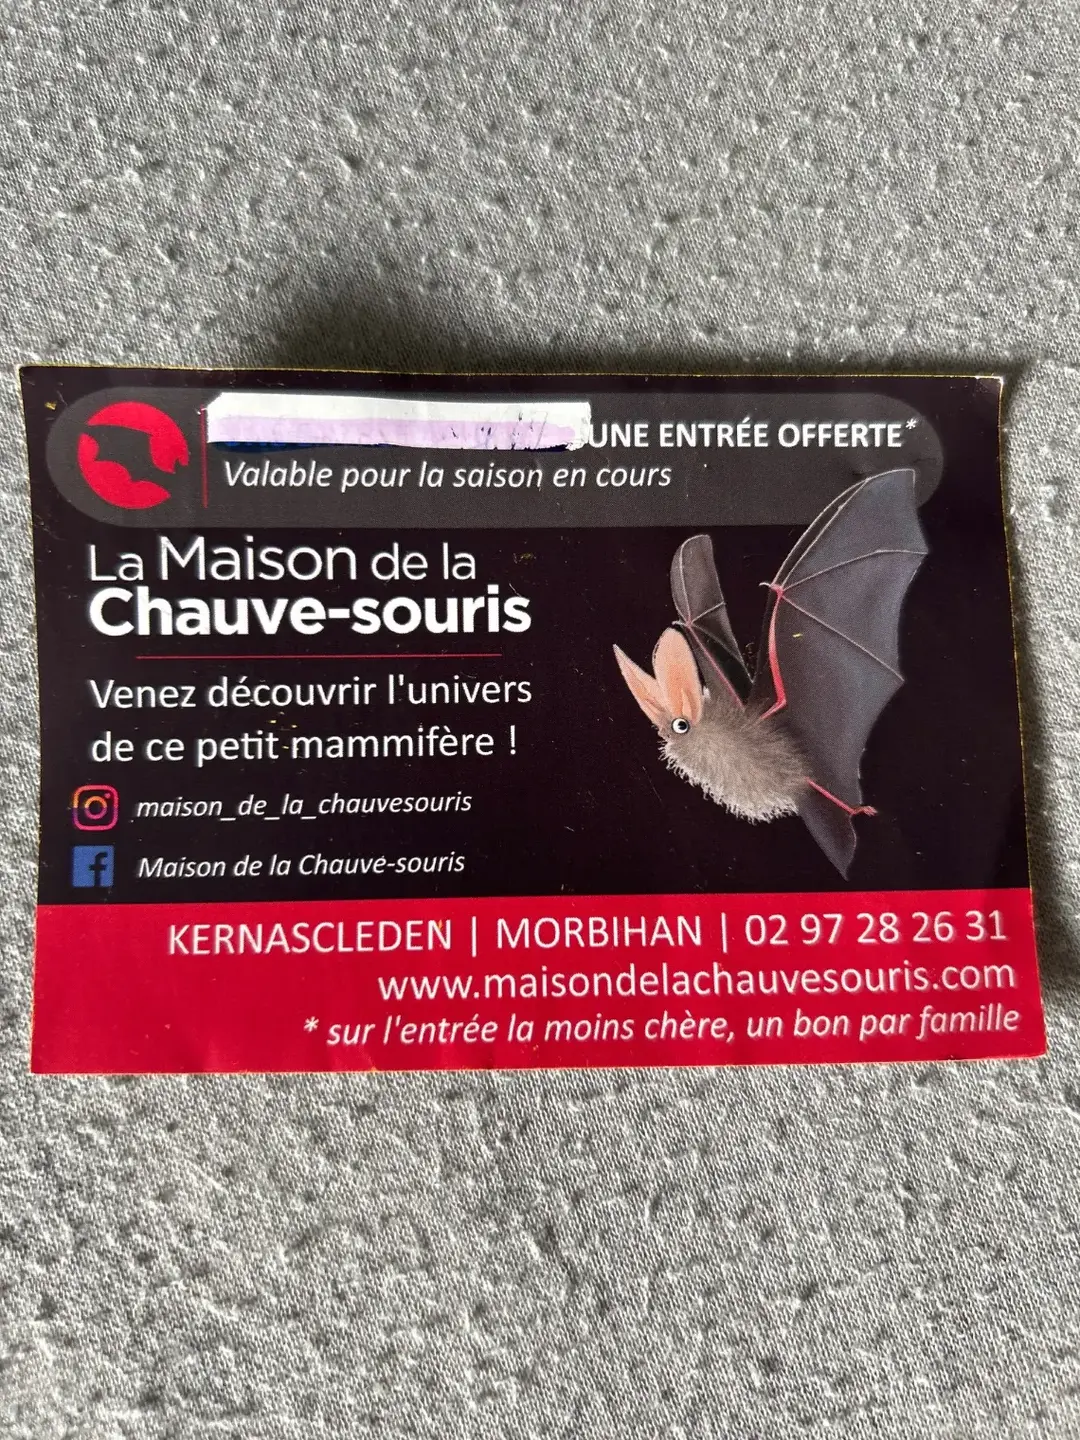 UNE ENTRÉE OFFERTE*
Valable pour la saison en cours
La Maison de la
Chauve-souris
Venez découvrir l'univers
de ce petit mammifère !
maison_de_la_chauvesouris
Maison de la Chauve-souris
KERNASCLEDEN | MORBIHAN | 02 97 28 26 31
www.maisondelachauvesouris.com
* sur l'entrée la moins chère, un bon par famille